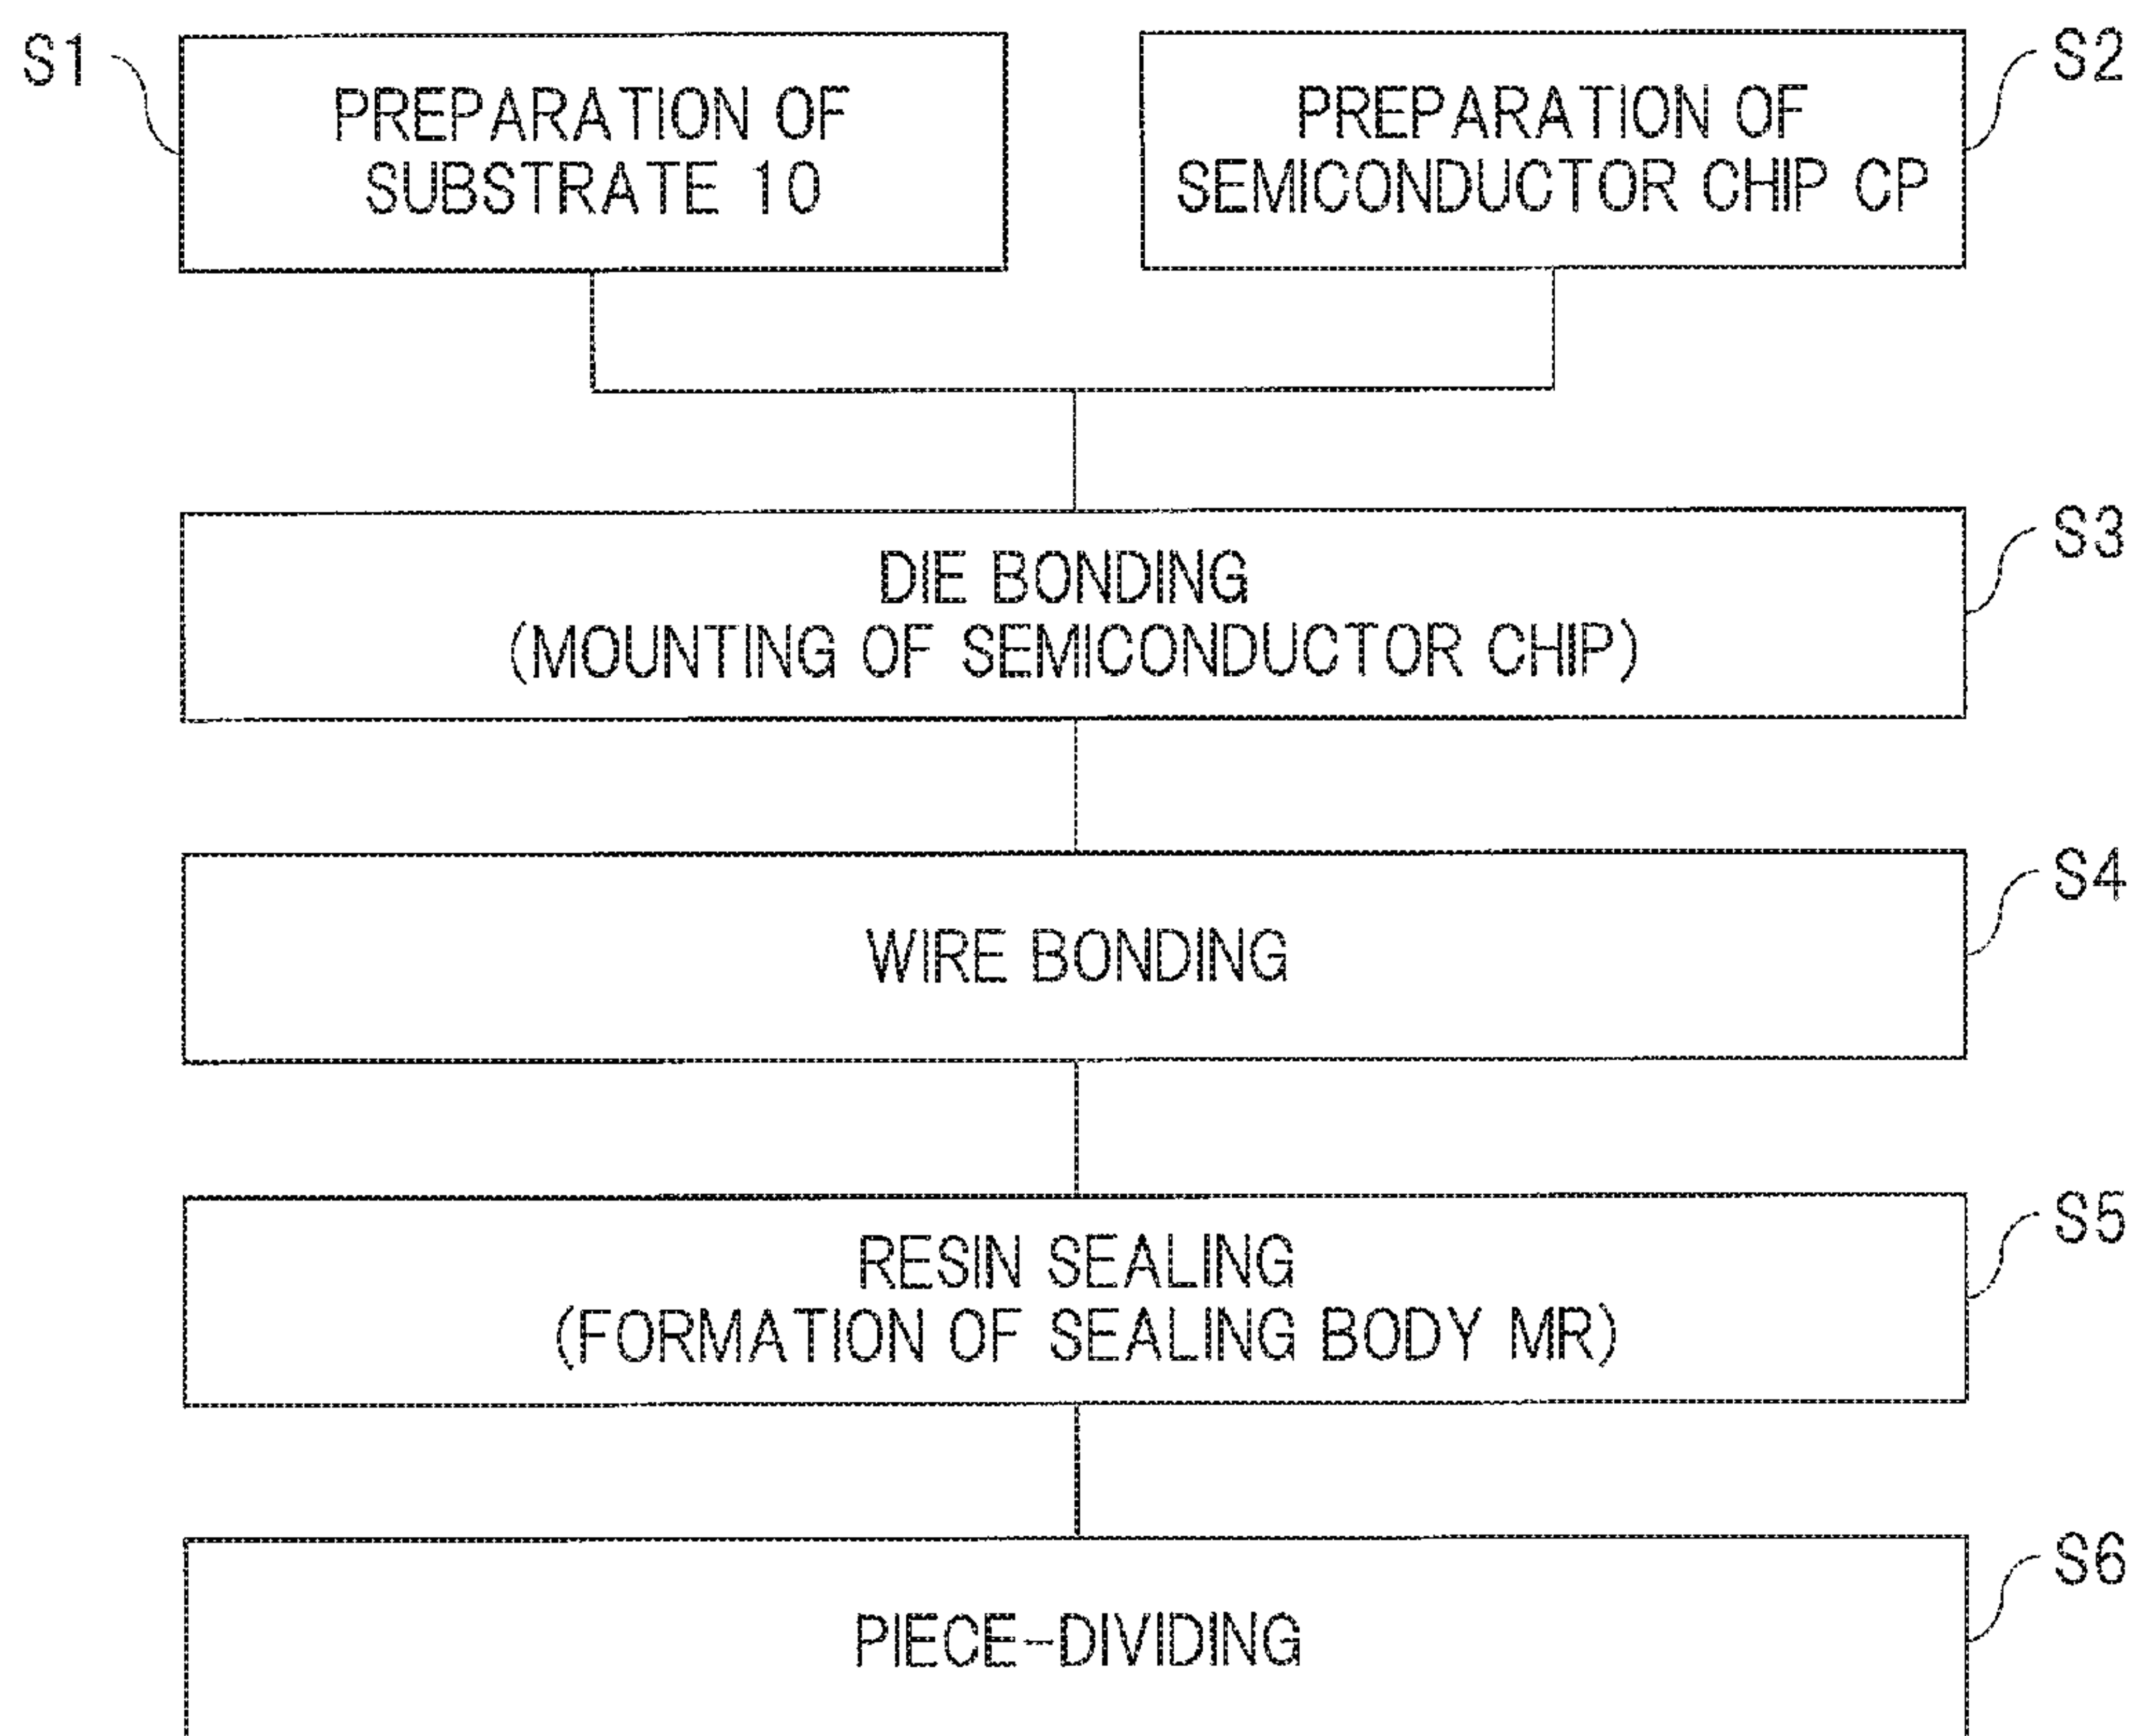 S1
PREPARATION OF
SUBSTRATE 10
PREPARATION OF
SEMICONDUCTOR CHIP CP
S2
DIE BONDING
(MOUNTING OF SEMICONDUCTOR CHIP)
S3
WIRE BONDING
S4
RESIN SEALING
(FORMATION OF SEALING BODY MR)
S5
PIECE-DIVIDING
S6